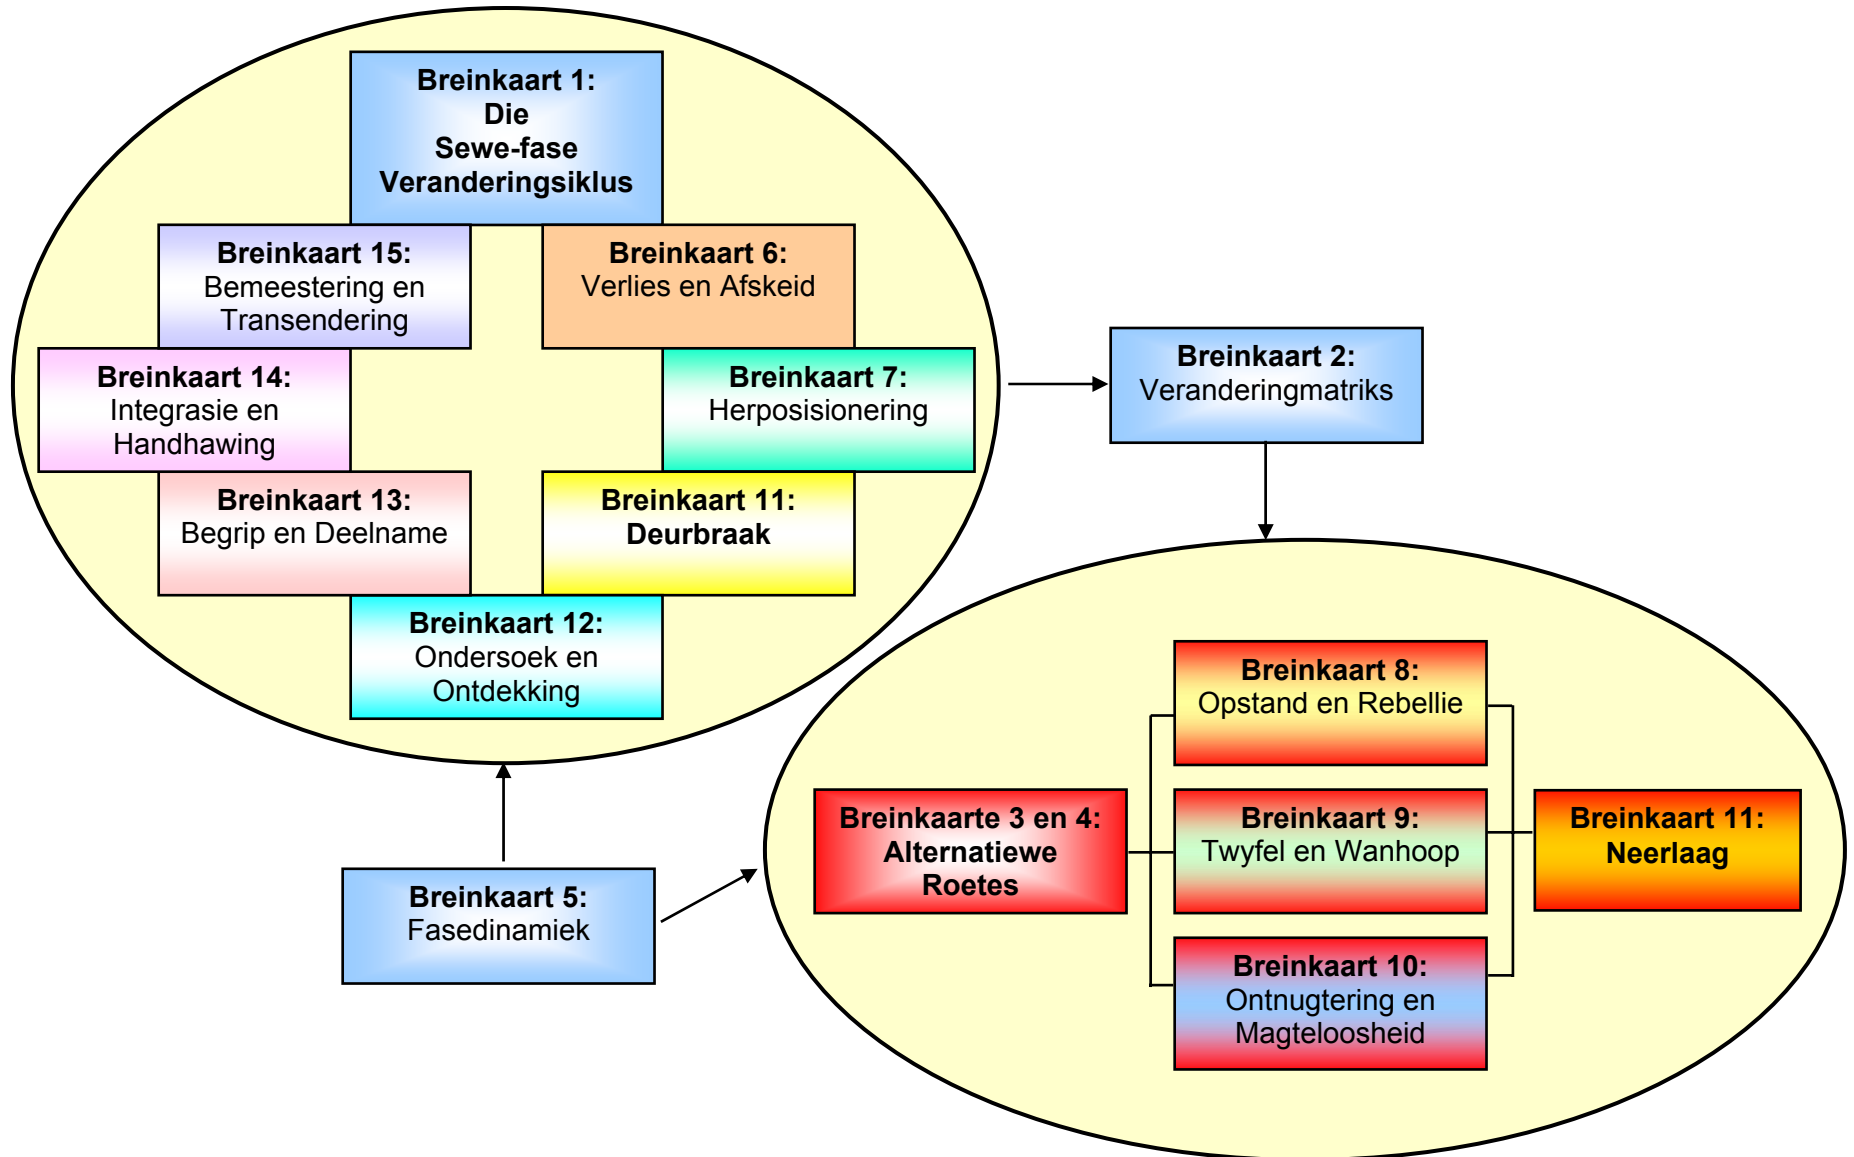 Breinkaart 1:
Die
Sewe-fase
Veranderingsiklus
Breinkaart 15:
Bemeestering en
Transendering
Breinkaart 6:
Verlies en Afskeid
Breinkaart 14:
Integrasie en
Handhawing
Breinkaart 7:
Herposisionering
Breinkaart 13:
Begrip en Deelname
Breinkaart 11:
Deurbraak
Breinkaart 12:
Ondersoek en
Ontdekking
Breinkaart 2:
Veranderingmatriks
Breinkaart 5:
Fasedinamiek
Breinkaarte 3 en 4:
Alternatiewe
Roetes
Breinkaart 8:
Opstand en Rebellie
Breinkaart 9:
Twyfel en Wanhoop
Breinkaart 10:
Ontnugtering en
Magteloosheid
Breinkaart 11:
Neerlaag